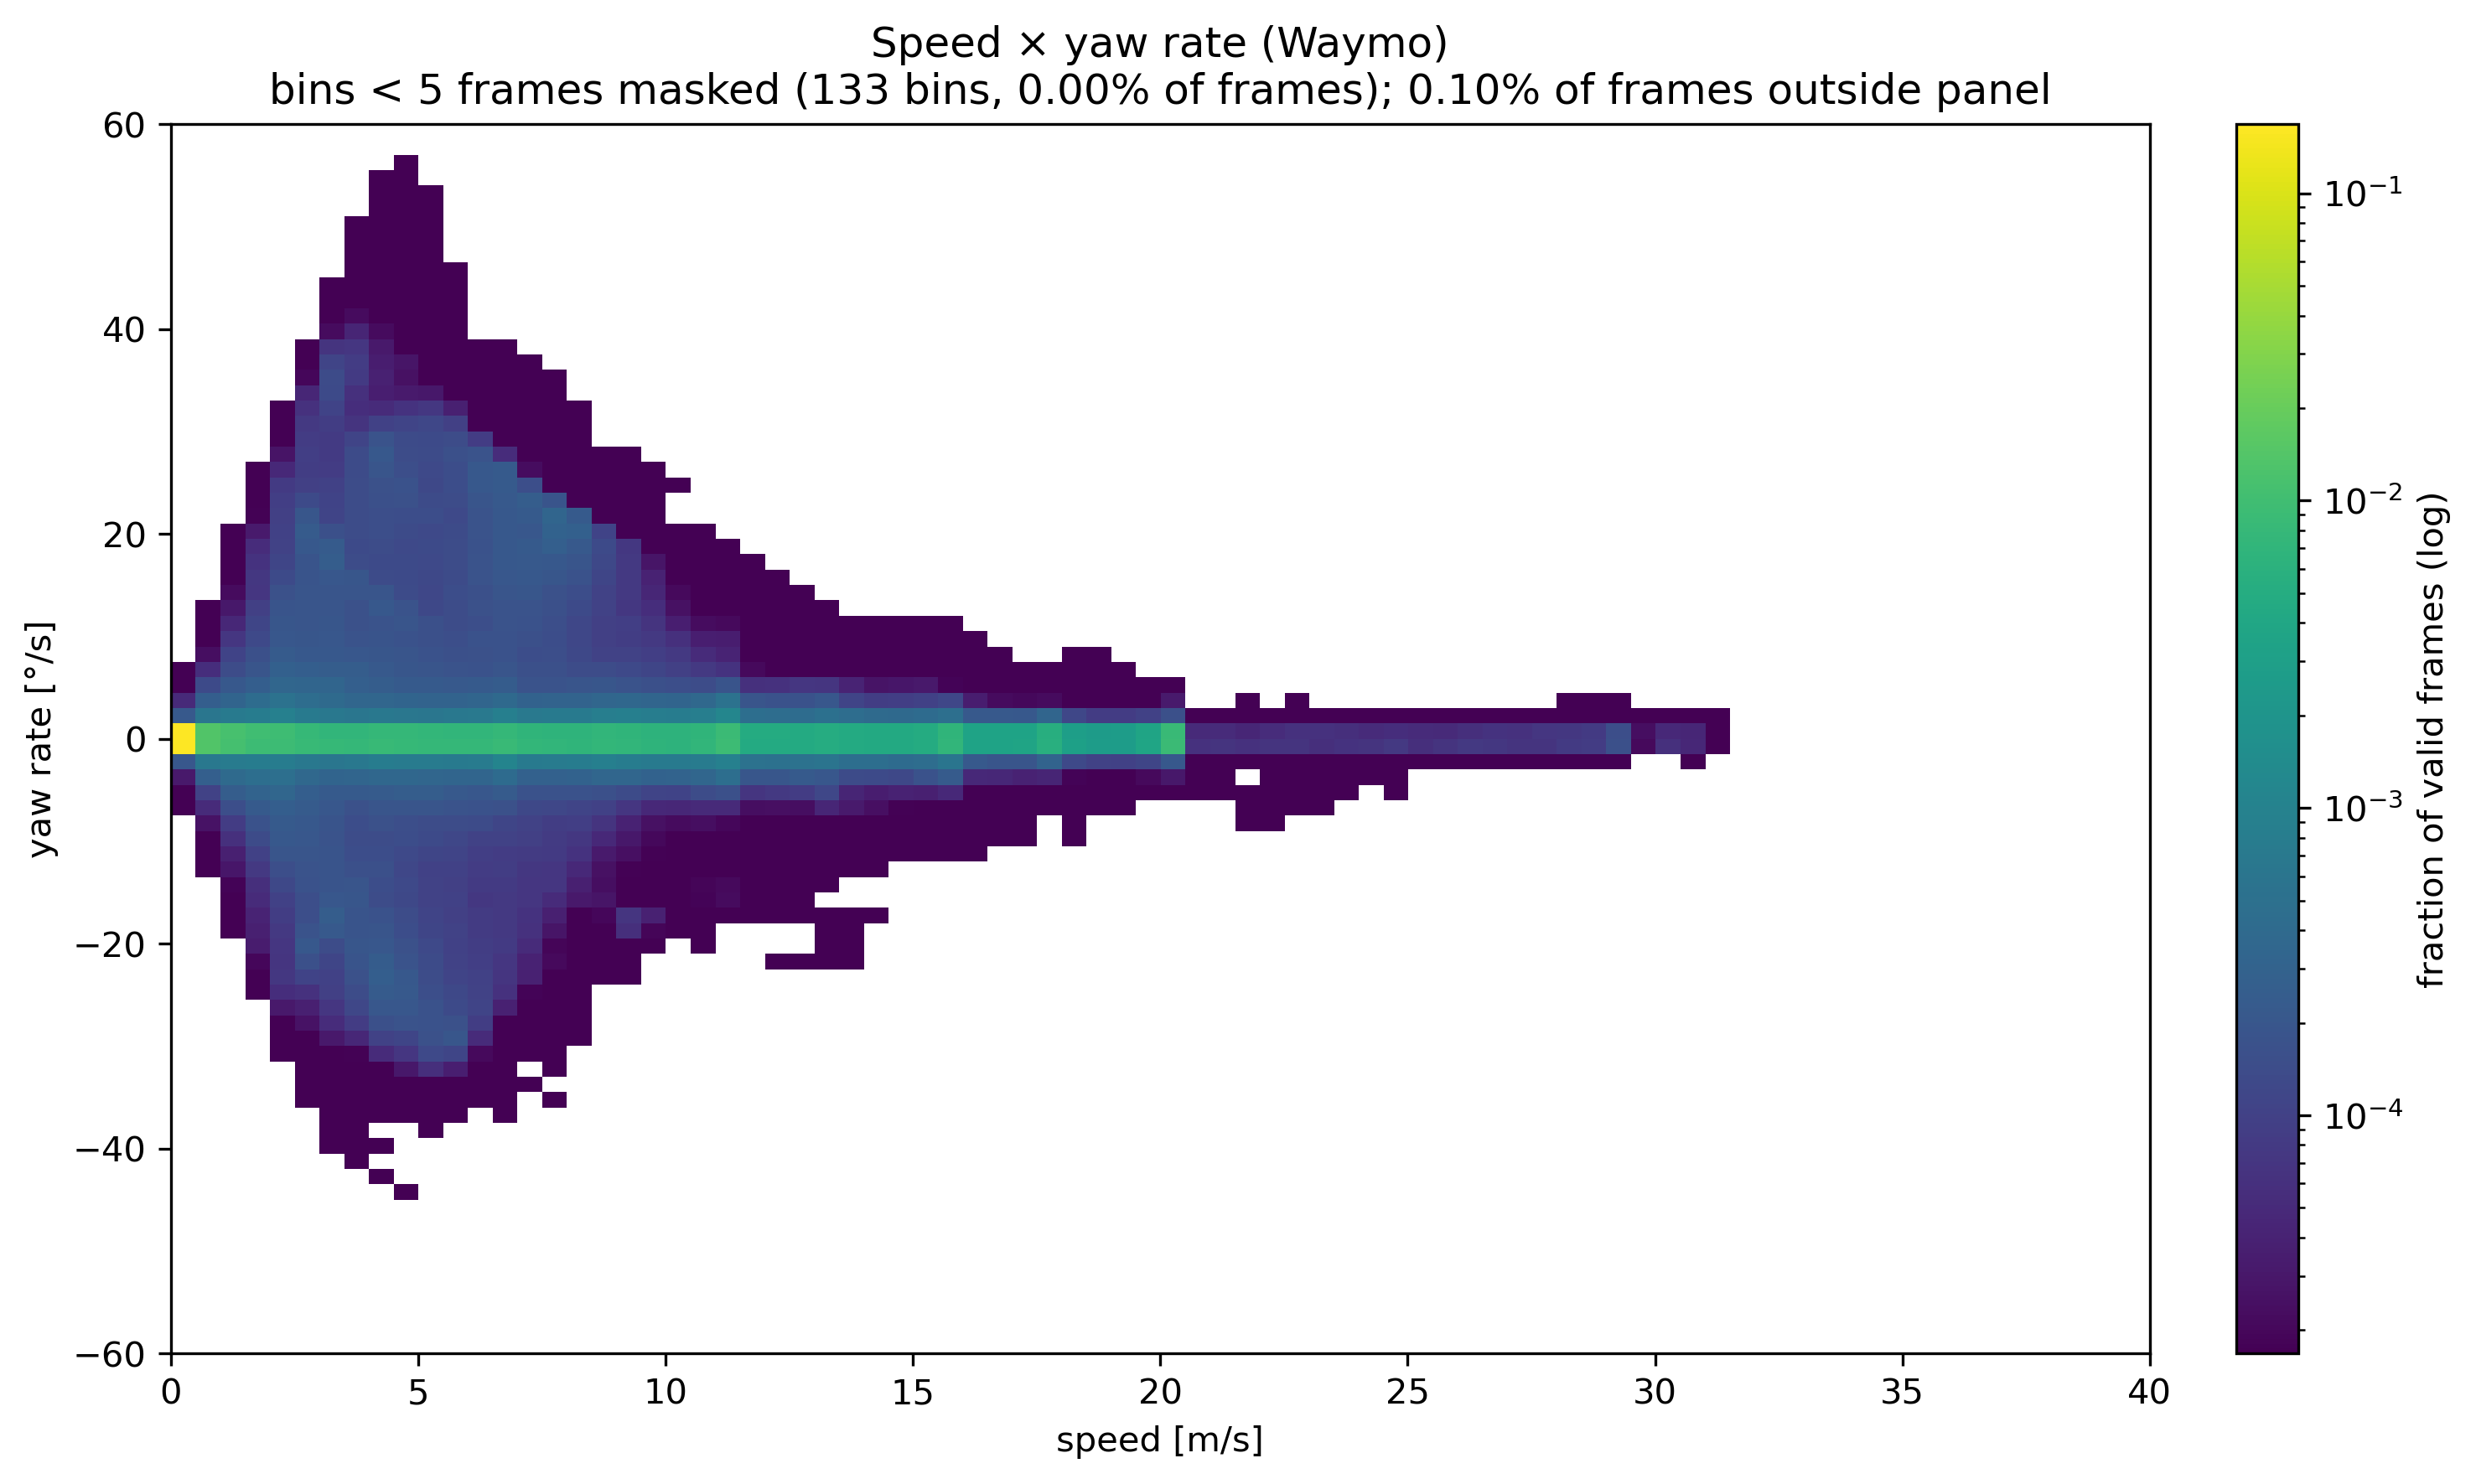 Speed × yaw rate (Waymo)
bins < 5 frames masked (133 bins, 0.00% of frames); 0.10% of frames outside panel
60
40
20
0
−20
−40
−60
yaw rate [°/s]
0 5 10 15 20 25 30 35 40
speed [m/s]
10⁻¹
10⁻²
10⁻³
10⁻⁴
fraction of valid frames (log)